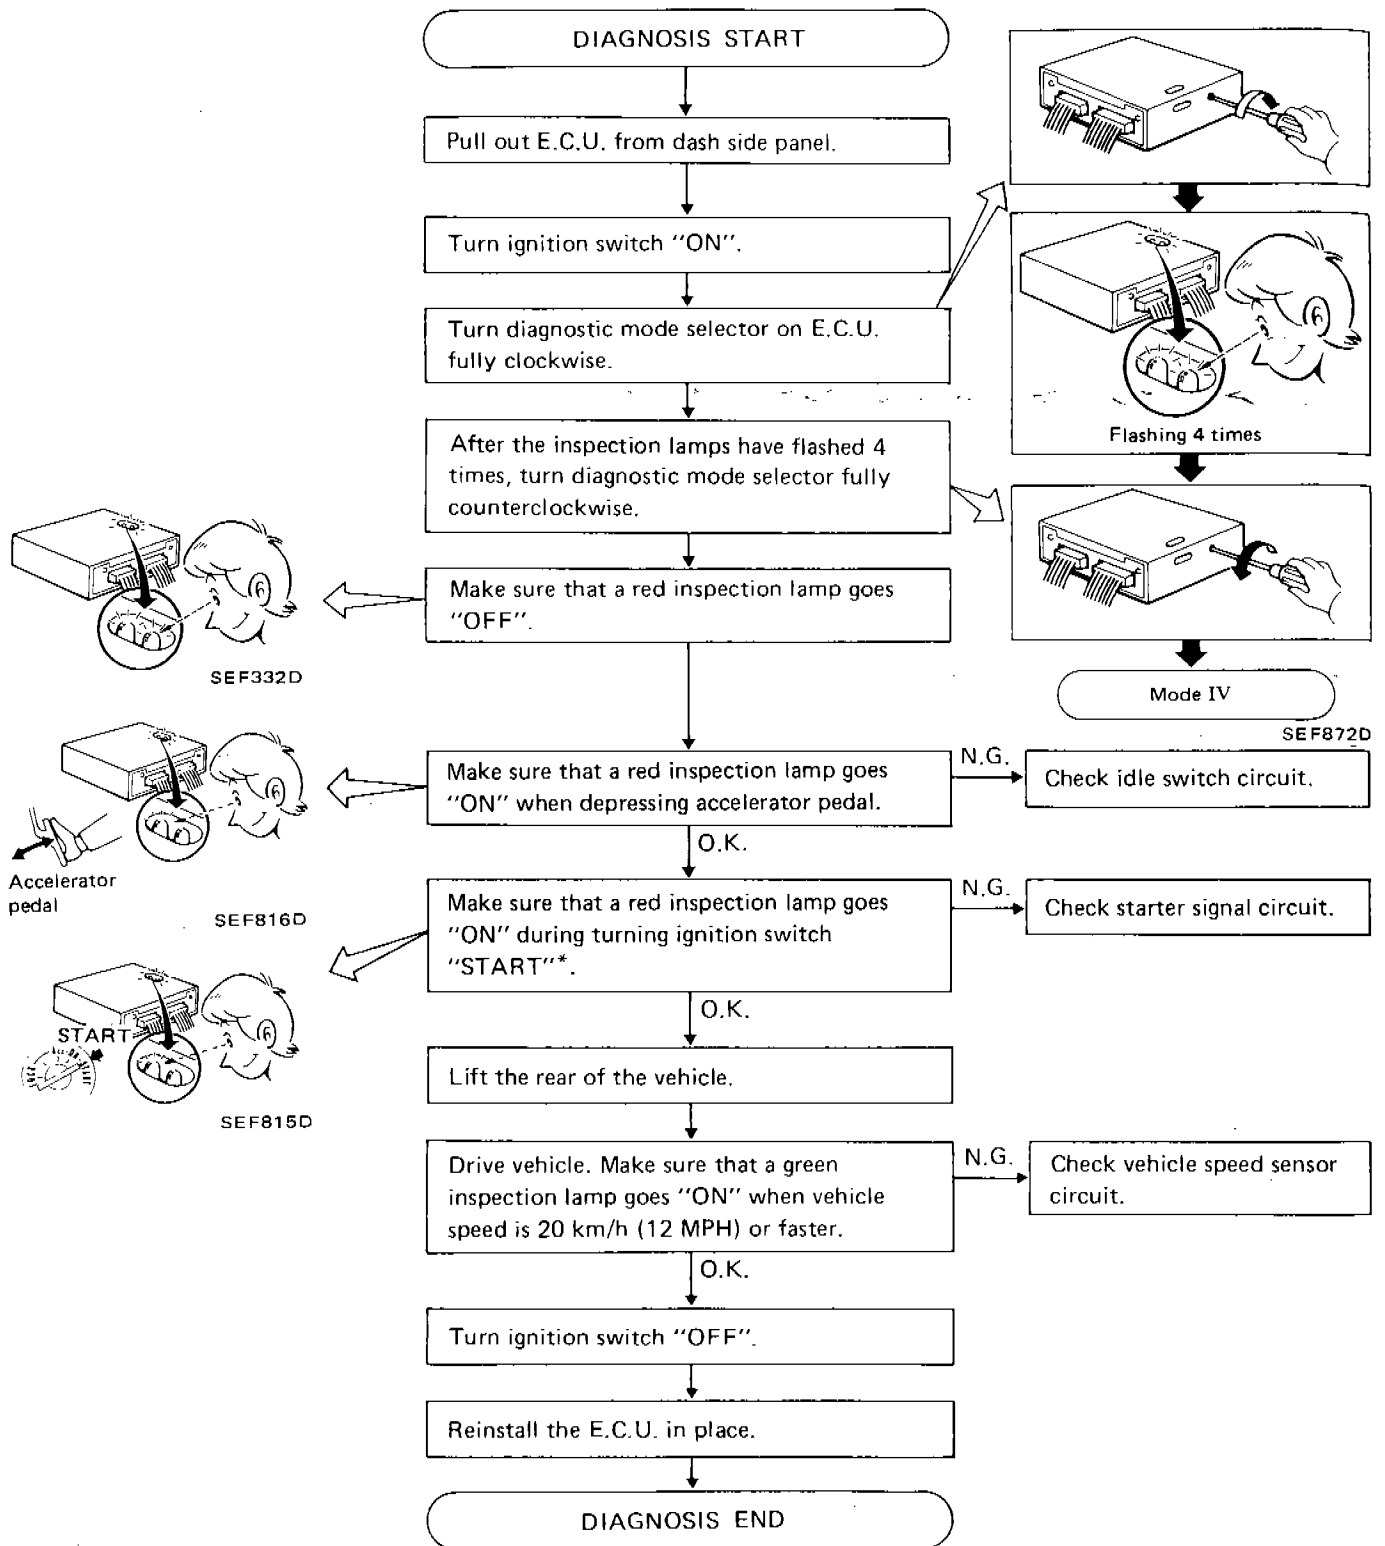 DIAGNOSIS START
Pull out E.C.U. from dash side panel.
Turn ignition switch "ON".
Turn diagnostic mode selector on E.C.U.
fully clockwise.
After the inspection lamps have flashed 4
times, turn diagnostic mode selector fully
counterclockwise.
Flashing 4 times
Mode IV
SEF872D
Make sure that a red inspection lamp goes
"OFF".
SEF332D
Make sure that a red inspection lamp goes
"ON" when depressing accelerator pedal.
N.G.
Check idle switch circuit.
O.K.
Accelerator
pedal
SEF816D
Make sure that a red inspection lamp goes
"ON" during turning ignition switch
"START"*.
N.G.
Check starter signal circuit.
O.K.
START
SEF815D
Lift the rear of the vehicle.
Drive vehicle. Make sure that a green
inspection lamp goes "ON" when vehicle
speed is 20 km/h (12 MPH) or faster.
N.G.
Check vehicle speed sensor
circuit.
O.K.
Turn ignition switch "OFF".
Reinstall the E.C.U. in place.
DIAGNOSIS END